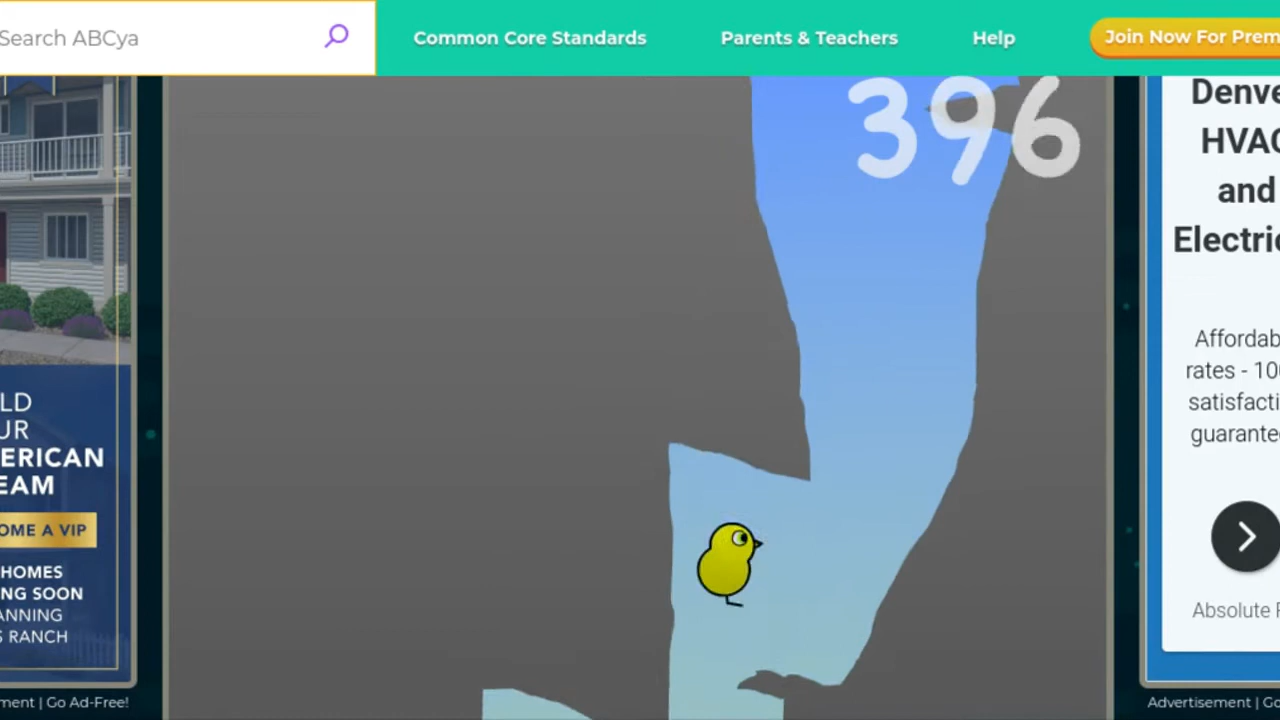 Search ABCya
Common Core Standards
Parents & Teachers
Help
Join Now For Prem
396
LD
UR
ERICAN
EAM
OME A VIP
HOMES
NG SOON
ANNING
S RANCH
ment | Go Ad-Free!
Denve
HVAC
and
Electric
Affordab
rates - 100
satisfacti
guarantee
Absolute
Advertisement | Go